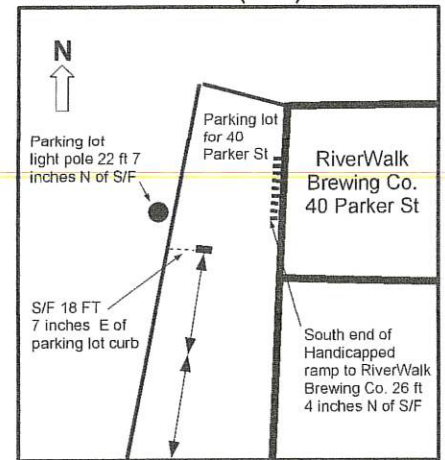 N
Parking lot
light pole 22 ft 7
inches N of S/F
Parking lot
for 40
Parker St
RiverWalk
Brewing Co.
40 Parker St
S/F 18 FT
7 inches E of
parking lot curb
South end of
Handicapped
ramp to RiverWalk
Brewing Co. 26 ft
4 inches N of S/F